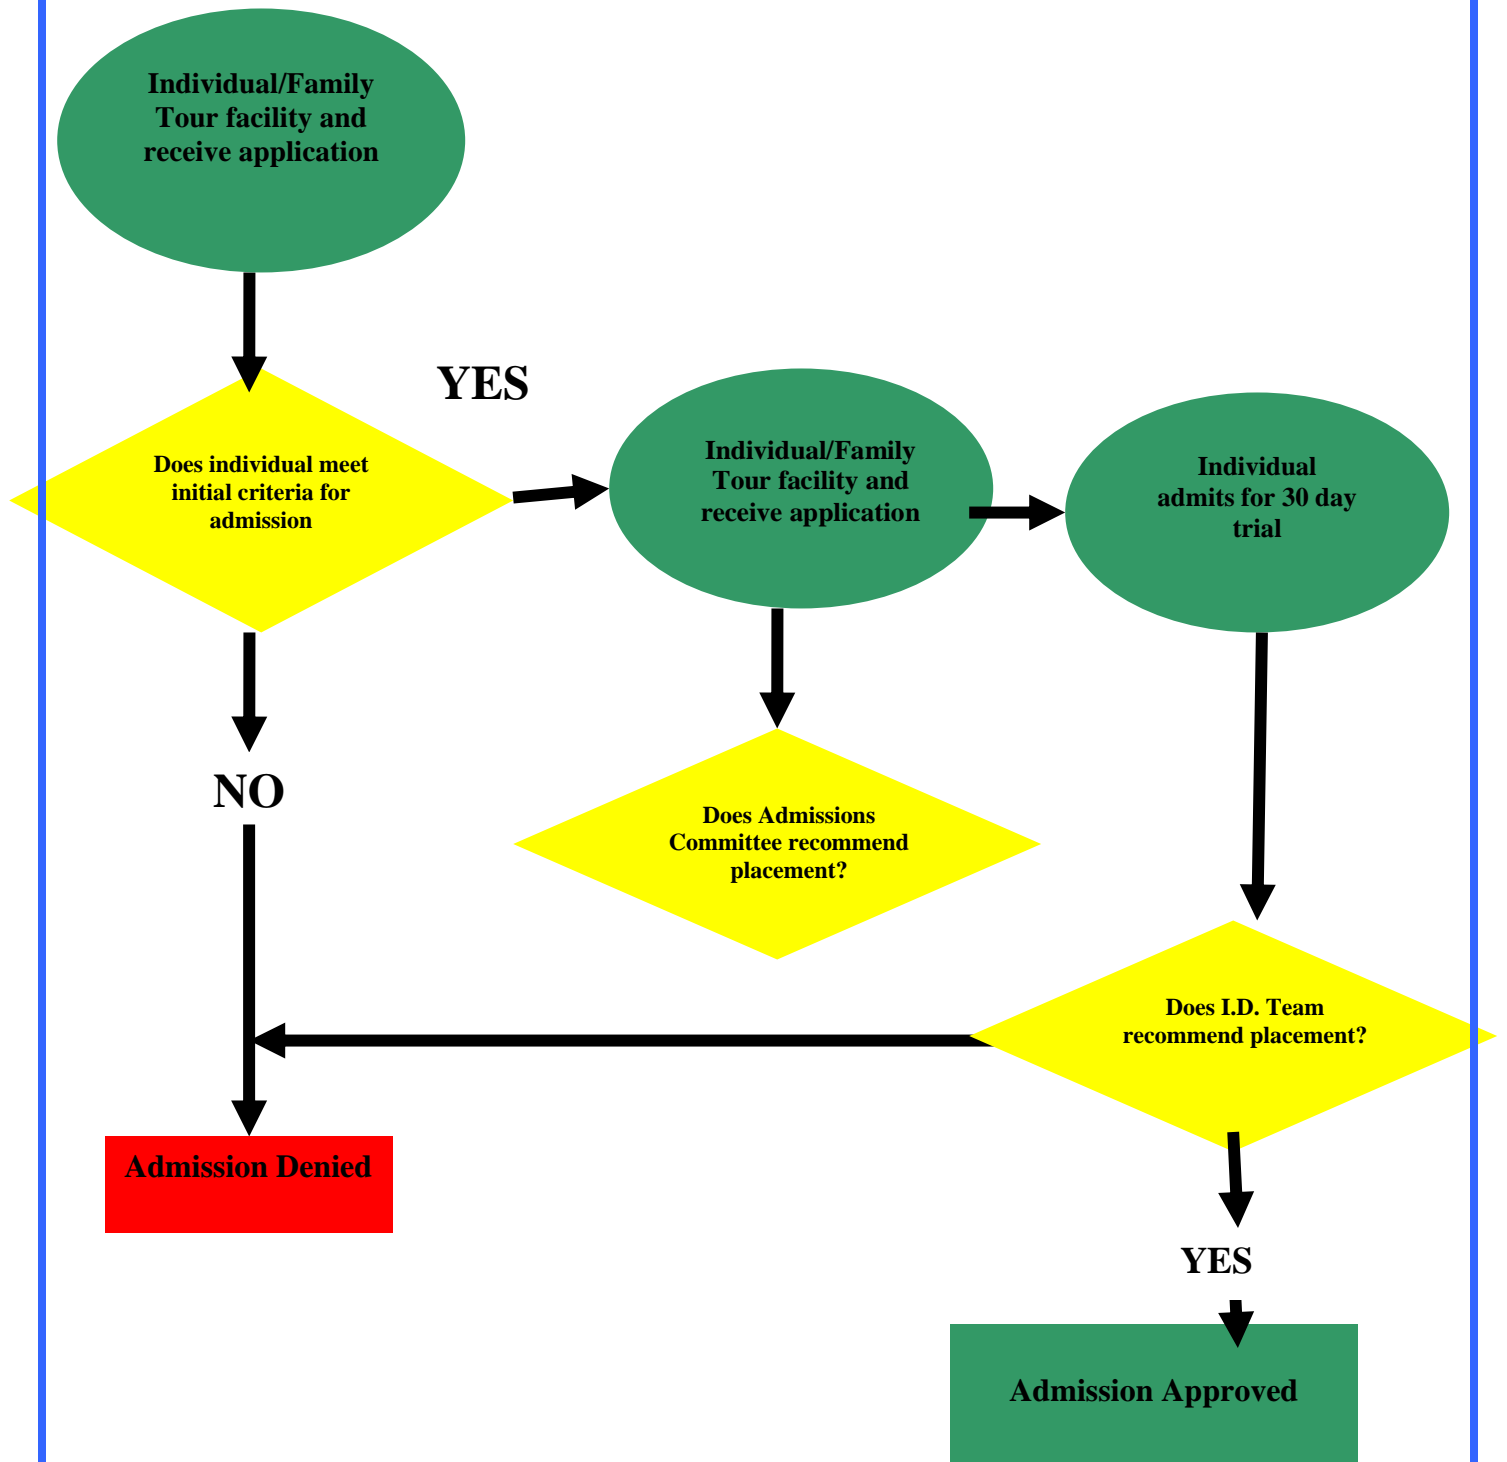 Individual/Family
Tour facility and
receive application
YES
Does individual meet
initial criteria for
admission
Individual/Family
Tour facility and
receive application
Individual
admits for 30 day
trial
NO
Does Admissions
Committee recommend
placement?
Does I.D. Team
recommend placement?
Admission Denied
YES
Admission Approved